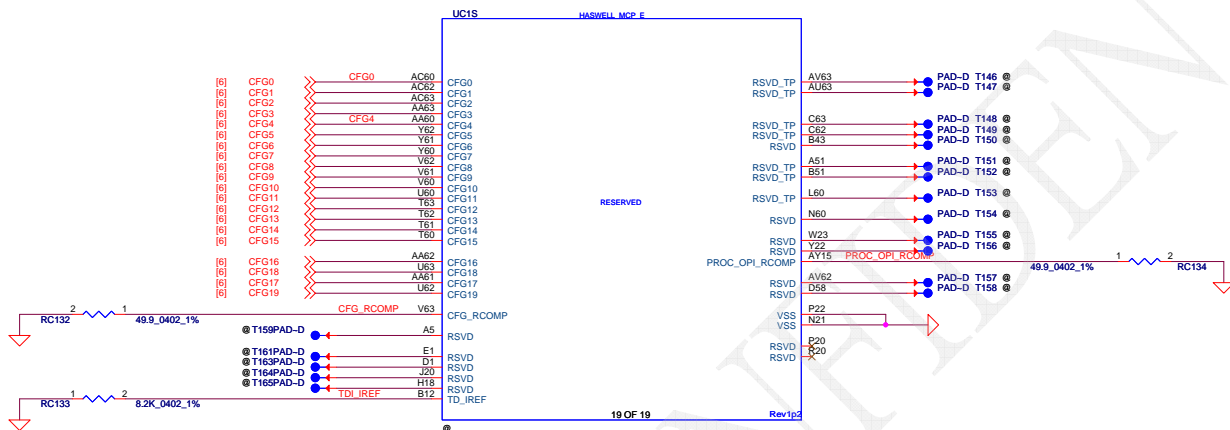 UC1S
HASWELL_MCP_E
[6] CFG0 CFG0 AC60 CFG0 RSVD_TP AV63 PAD-D T146 @
[6] CFG1 AC62 CFG1 RSVD_TP AU63 PAD-D T147 @
[6] CFG2 AC63 CFG2
[6] CFG3 AA63 CFG3
[6] CFG4 CFG4 AA60 CFG4 RSVD_TP C63 PAD-D T148 @
[6] CFG5 Y62 CFG5 RSVD_TP C62 PAD-D T149 @
[6] CFG6 Y61 CFG6 RSVD B43 PAD-D T150 @
[6] CFG7 Y60 CFG7
[6] CFG8 V62 CFG8 RSVD_TP A51 PAD-D T151 @
[6] CFG9 V61 CFG9 RSVD_TP B51 PAD-D T152 @
[6] CFG10 V60 CFG10
[6] CFG11 U60 CFG11 RSVD_TP L60 PAD-D T153 @
[6] CFG12 T63 CFG12 RESERVED
[6] CFG13 T62 CFG13 RSVD N60 PAD-D T154 @
[6] CFG14 T61 CFG14
[6] CFG15 T60 CFG15 RSVD W23 PAD-D T155 @
RSVD Y22 PAD-D T156 @
[6] CFG16 AA62 CFG16 PROC_OPI_RCOMP AY15 PROC_OPI_RCOMP 1 2
49.9_0402_1% RC134
[6] CFG18 U63 CFG18
[6] CFG17 AA61 CFG17 RSVD AV62 PAD-D T157 @
[6] CFG19 U62 CFG19 RSVD D58 PAD-D T158 @
2 1 CFG_RCOMP V63 CFG_RCOMP VSS P22
RC132 49.9_0402_1% VSS N21
@ T159PAD-D A5 RSVD
RSVD P20
@ T161PAD-D E1 RSVD RSVD R20
@ T163PAD-D D1 RSVD
@ T164PAD-D J20 RSVD
@ T165PAD-D H18 RSVD
1 2 TDI_IREF B12 TD_IREF
RC133 8.2K_0402_1%
19 OF 19
Rev1p2
@
NFIDEN